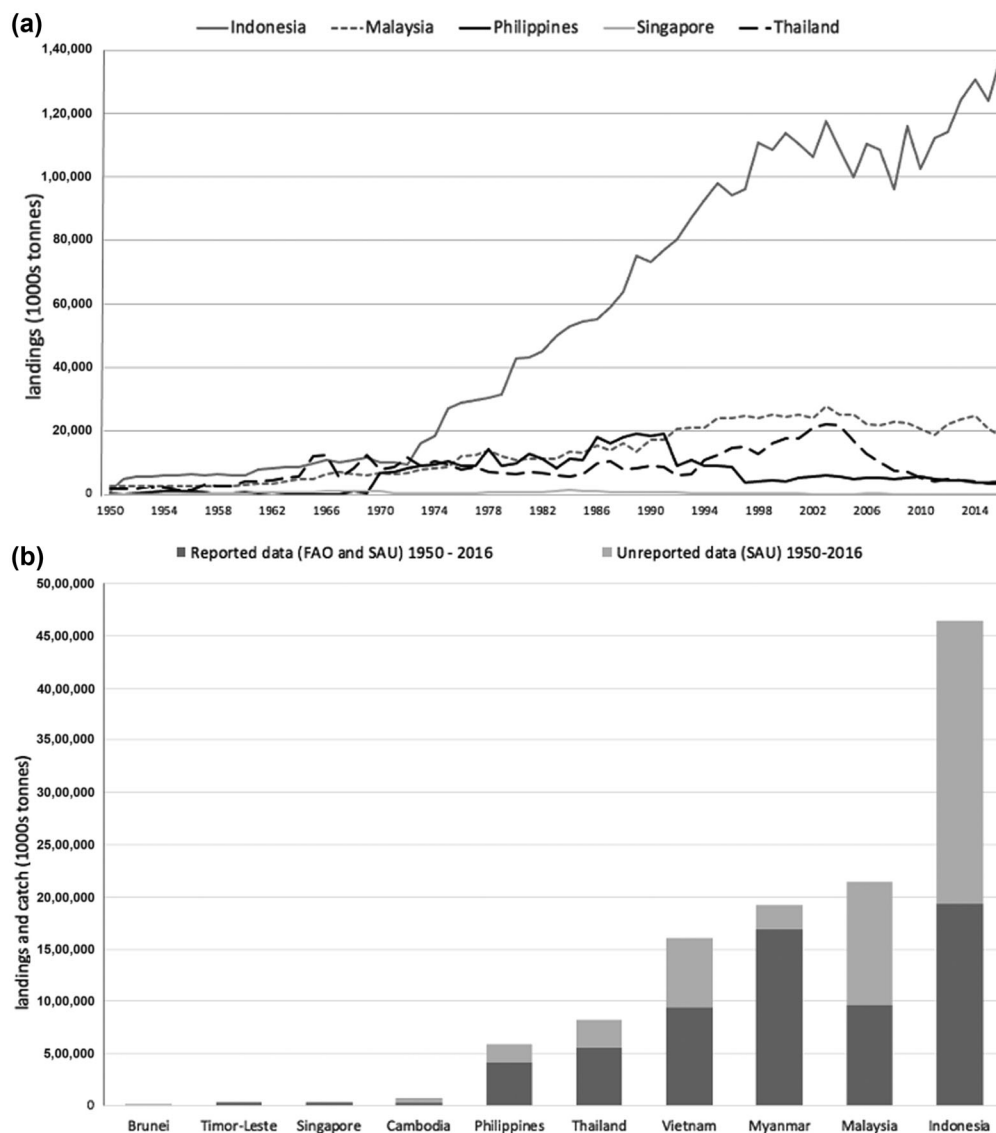 (a)
Indonesia Malaysia Philippines Singapore Thailand
1,40,000
1,20,000
1,00,000
80,000
60,000
40,000
20,000
0
landings (1000s tonnes)
1950 1954 1958 1962 1966 1970 1974 1978 1982 1986 1990 1994 1998 2002 2006 2010 2014
(b)
Reported data (FAO and SAU) 1950 - 2016 Unreported data (SAU) 1950-2016
50,00,000
45,00,000
40,00,000
35,00,000
30,00,000
25,00,000
20,00,000
15,00,000
10,00,000
5,00,000
0
landings and catch (1000s tonnes)
Brunei Timor-Leste Singapore Cambodia Philippines Thailand Vietnam Myanmar Malaysia Indonesia